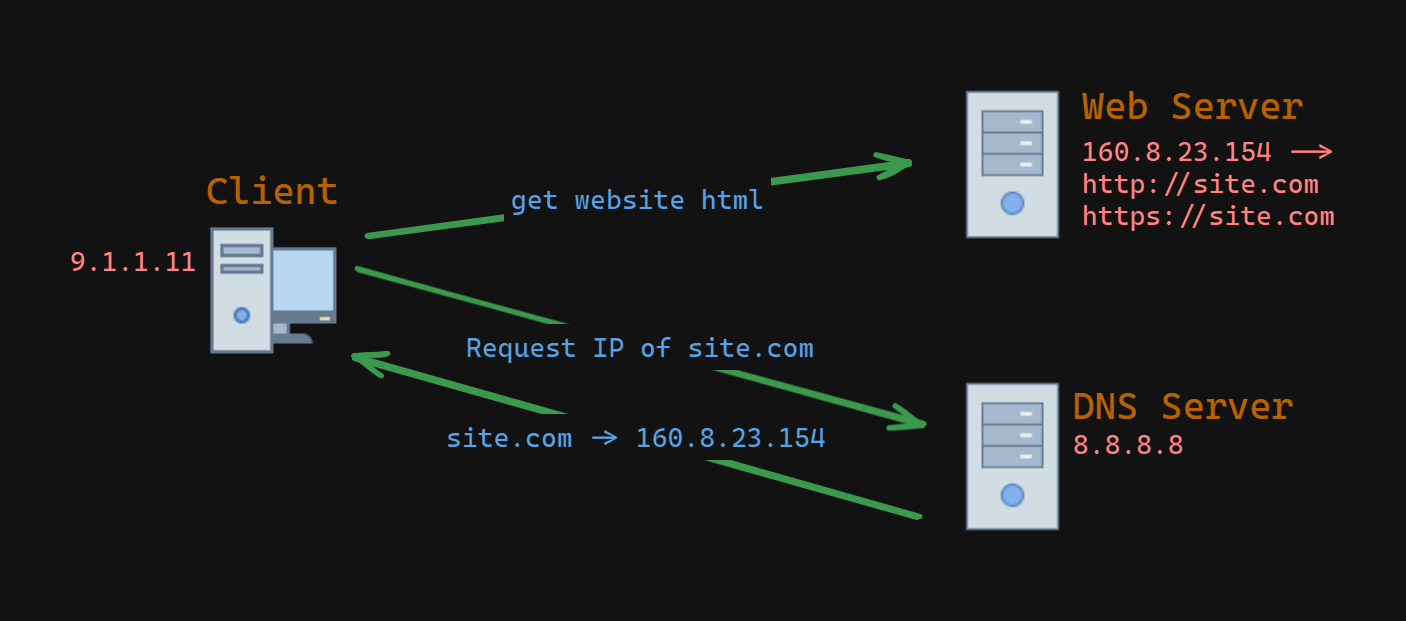 Client
9.1.1.11
get website html
Web Server
160.8.23.154 →
http://site.com
https://site.com
Request IP of site.com
site.com → 160.8.23.154
DNS Server
8.8.8.8